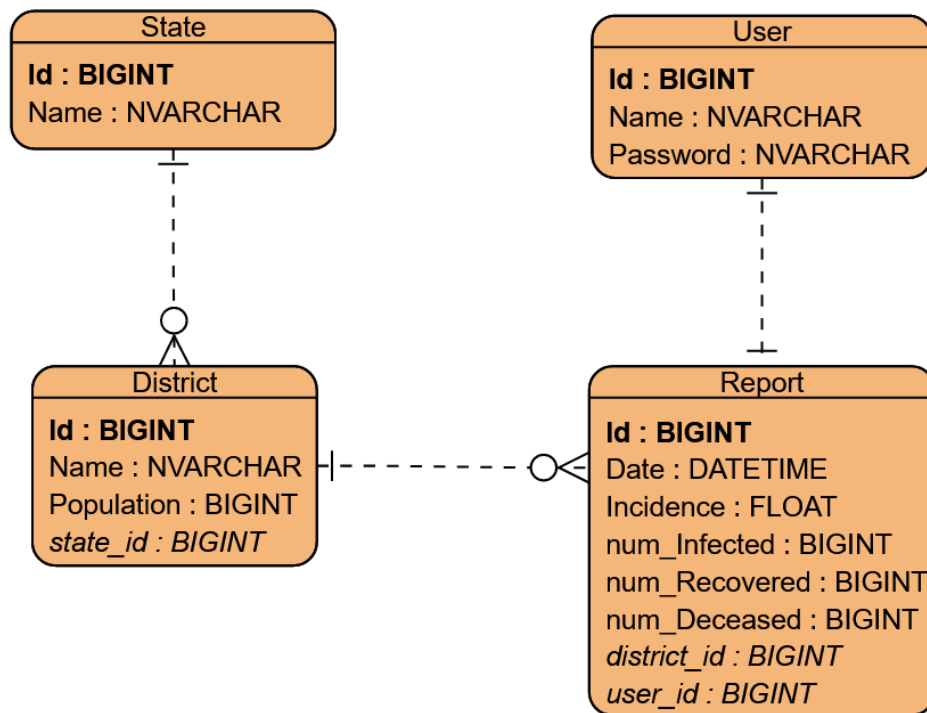 State
Id : BIGINT
Name : NVARCHAR
User
Id : BIGINT
Name : NVARCHAR
Password : NVARCHAR
District
Id : BIGINT
Name : NVARCHAR
Population : BIGINT
state_id : BIGINT
Report
Id : BIGINT
Date : DATETIME
Incidence : FLOAT
num_Infected : BIGINT
num_Recovered : BIGINT
num_Deceased : BIGINT
district_id : BIGINT
user_id : BIGINT